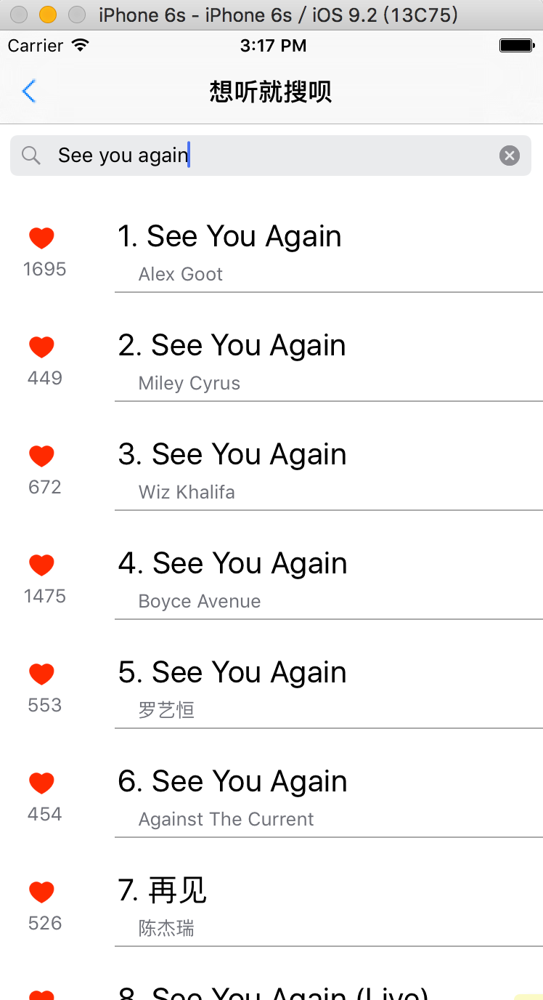 iPhone 6s - iPhone 6s / iOS 9.2 (13C75)
Carrier 3:17 PM
想听就搜呗
See you again
1. See You Again
1695
Alex Goot
2. See You Again
449
Miley Cyrus
3. See You Again
672
Wiz Khalifa
4. See You Again
1475
Boyce Avenue
5. See You Again
553
罗艺恒
6. See You Again
454
Against The Current
7. 再见
526
陈杰瑞
8. See You Again (Live)